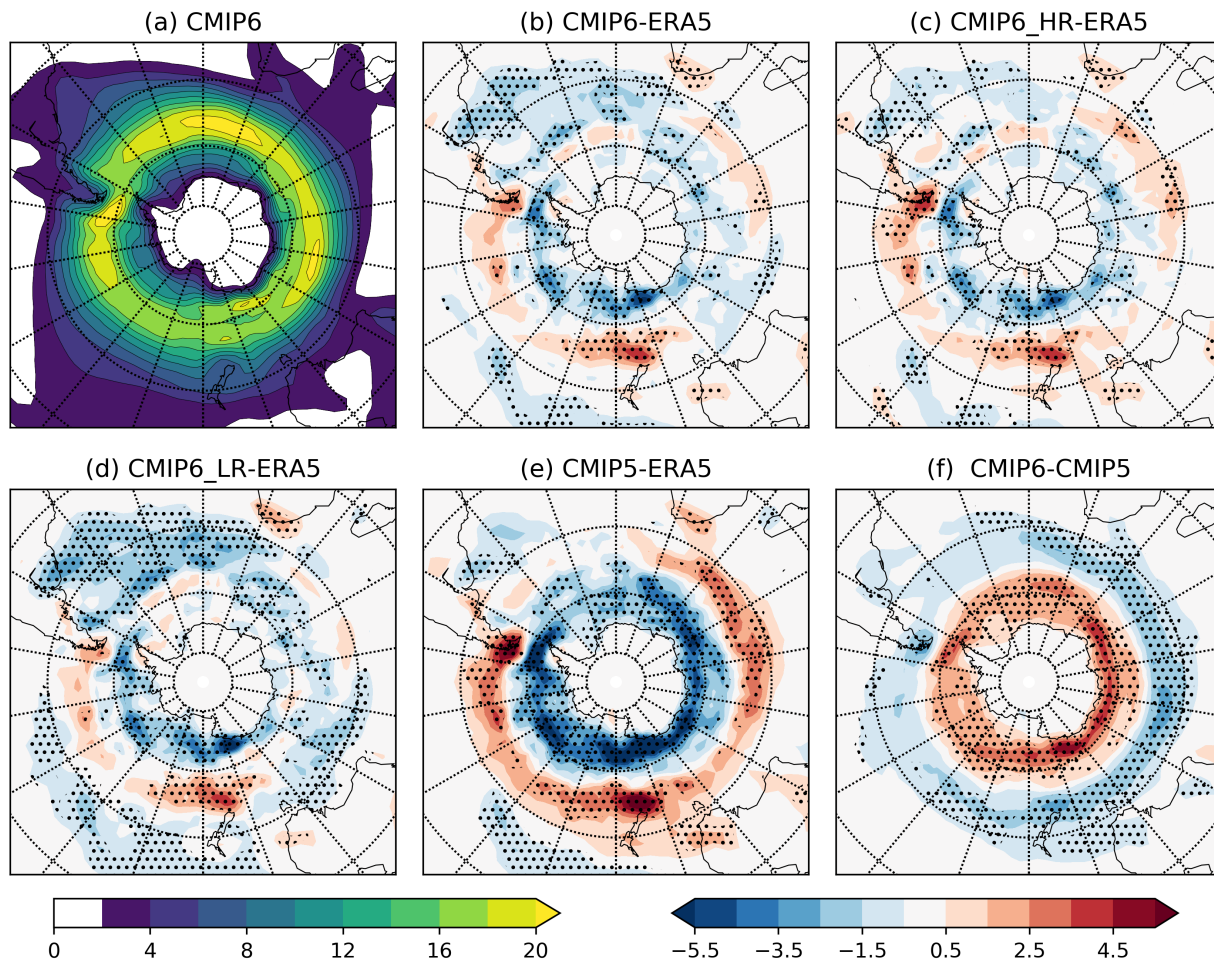 (a) CMIP6
(b) CMIP6-ERA5
(c) CMIP6_HR-ERA5
(d) CMIP6_LR-ERA5
(e) CMIP5-ERA5
(f) CMIP6-CMIP5
0 4 8 12 16 20
−5.5 −3.5 −1.5 0.5 2.5 4.5